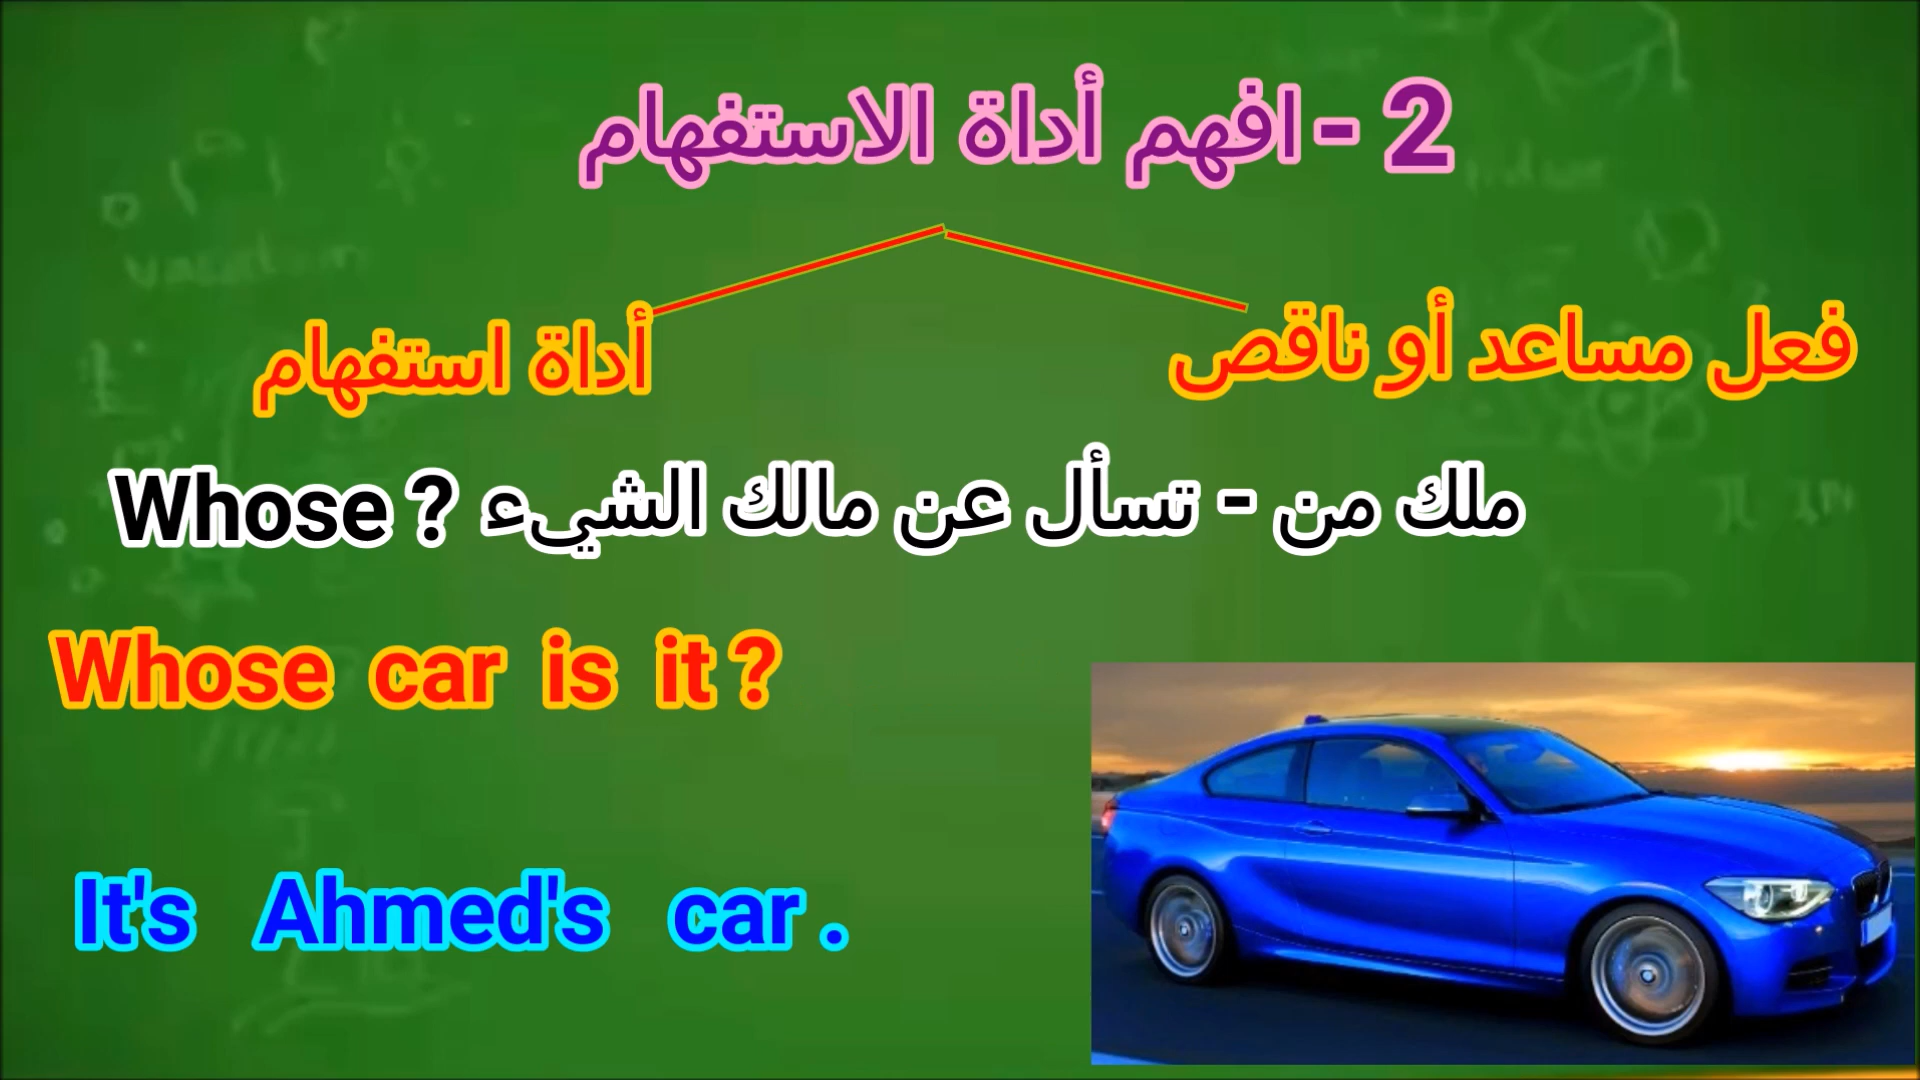 2 - افهم أداة الاستفهام
فعل مساعد أو ناقص
أداة استفهام
Whose ? ملك من - تسأل عن مالك الشيء
Whose car is it ?
It's Ahmed's car .